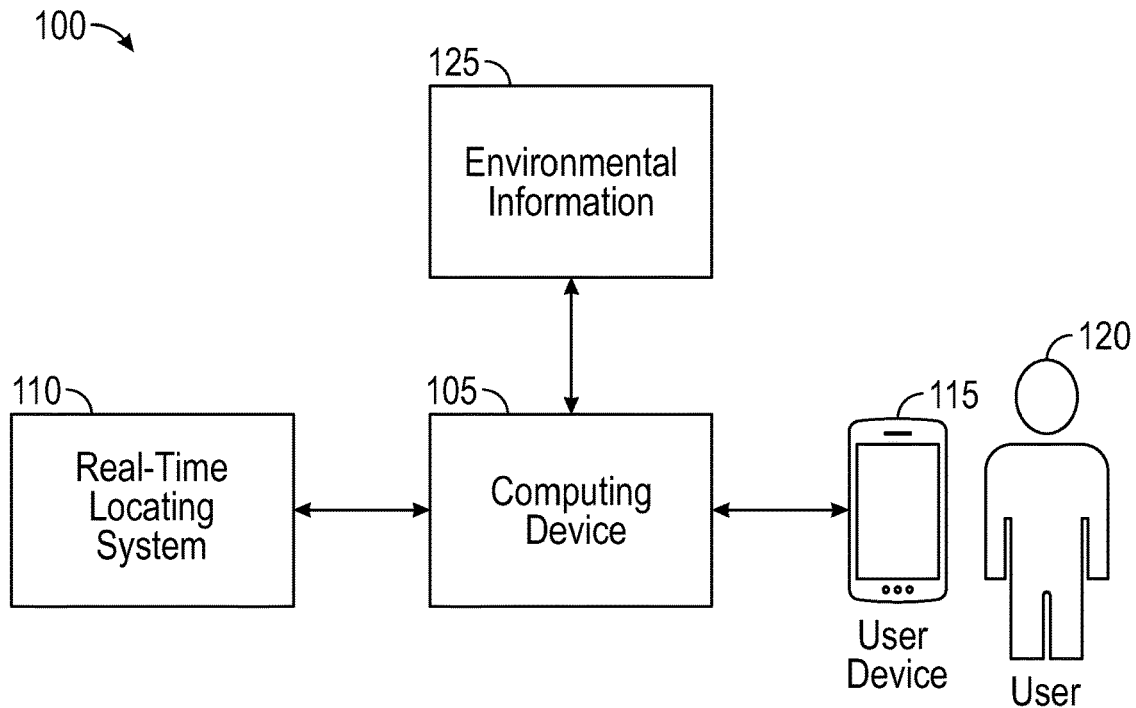 100
125
Environmental
Information
110
Real-Time
Locating
System
105
Computing
Device
115
User
Device
120
User